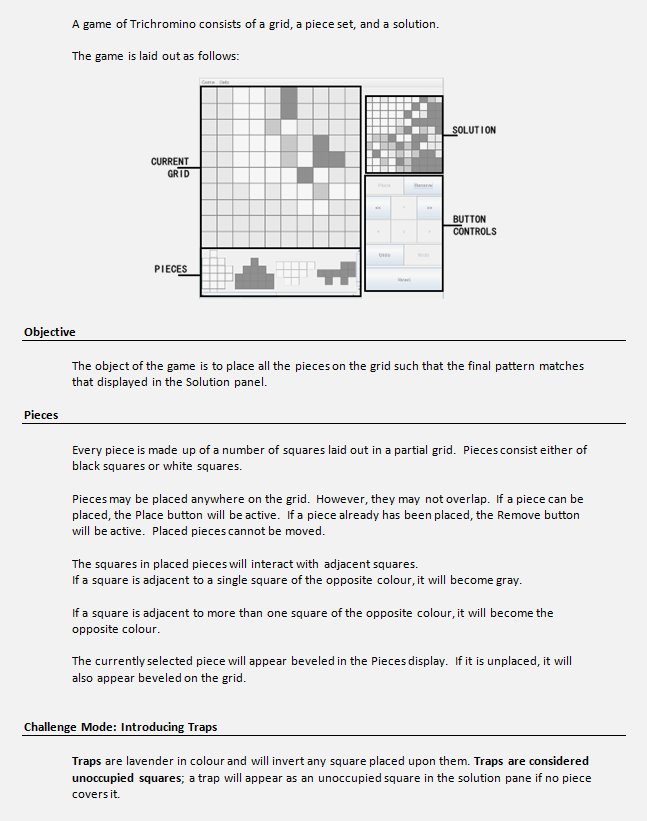 A game of Trichromino consists of a grid, a piece set, and a solution.
The game is laid out as follows:
Game Help
SOLUTION
CURRENT
GRID
BUTTON
CONTROLS
PIECES
Place Remove
Undo Redo
Reset
Objective
The object of the game is to place all the pieces on the grid such that the final pattern matches
that displayed in the Solution panel.
Pieces
Every piece is made up of a number of squares laid out in a partial grid. Pieces consist either of
black squares or white squares.
Pieces may be placed anywhere on the grid. However, they may not overlap. If a piece can be
placed, the Place button will be active. If a piece already has been placed, the Remove button
will be active. Placed pieces cannot be moved.
The squares in placed pieces will interact with adjacent squares.
If a square is adjacent to a single square of the opposite colour, it will become gray.
If a square is adjacent to more than one square of the opposite colour, it will become the
opposite colour.
The currently selected piece will appear beveled in the Pieces display. If it is unplaced, it will
also appear beveled on the grid.
Challenge Mode: Introducing Traps
Traps are lavender in colour and will invert any square placed upon them. Traps are considered
unoccupied squares; a trap will appear as an unoccupied square in the solution pane if no piece
covers it.